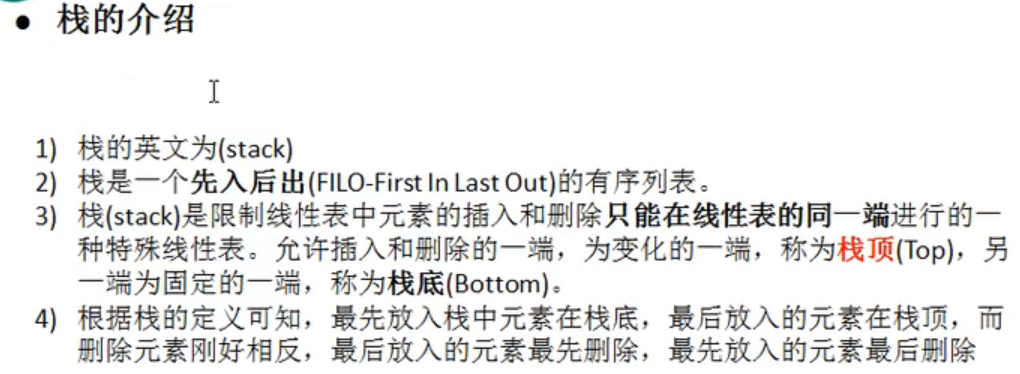 ● 栈的介绍
1) 栈的英文为(stack)
2) 栈是一个先入后出(FILO-First In Last Out)的有序列表。
3) 栈(stack)是限制线性表中元素的插入和删除只能在线性表的同一端进行的一
种特殊线性表。允许插入和删除的一端，为变化的一端，称为栈顶(Top)，另
一端为固定的一端，称为栈底(Bottom)。
4) 根据栈的定义可知，最先放入栈中元素在栈底，最后放入的元素在栈顶，而
删除元素刚好相反，最后放入的元素最先删除，最先放入的元素最后删除